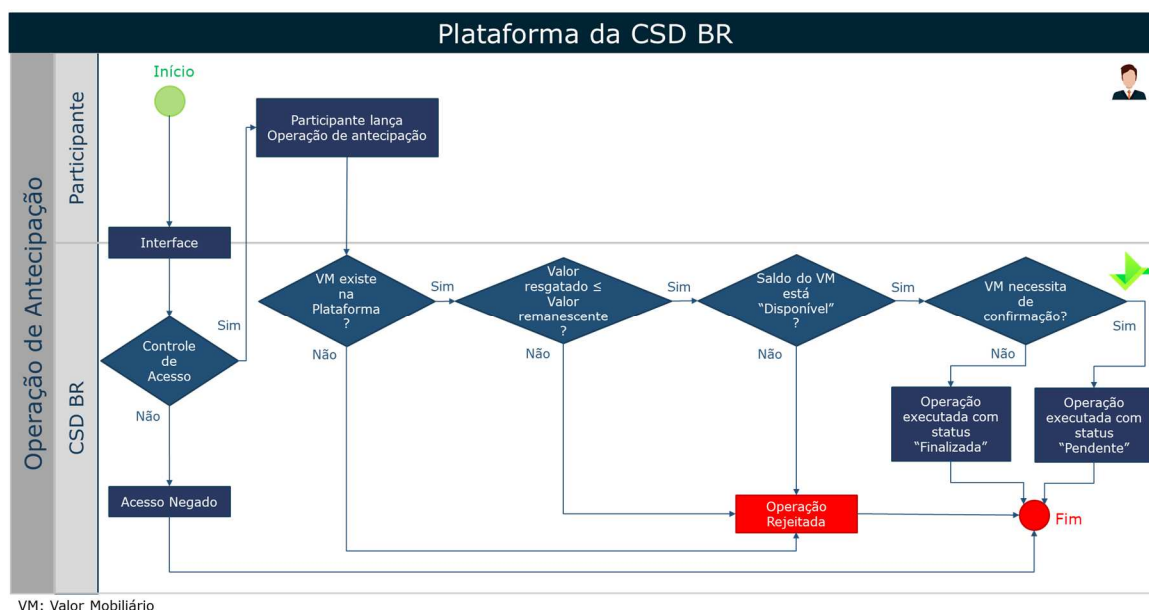 Plataforma da CSD BR
Operação de Antecipação
Participante
CSD BR
Início
Participante lança
Operação de antecipação
Interface
Controle
de
Acesso
Sim
Não
Acesso Negado
VM existe
na
Plataforma
?
Sim
Não
Valor
resgatado ≤
Valor
remanescente
?
Sim
Não
Saldo do VM
está
“Disponível”
?
Sim
Não
VM necessita
de
confirmação?
Sim
Não
Operação
executada com
status
“Finalizada”
Operação
executada com
status
“Pendente”
Operação
Rejeitada
Fim
VM: Valor Mobiliário